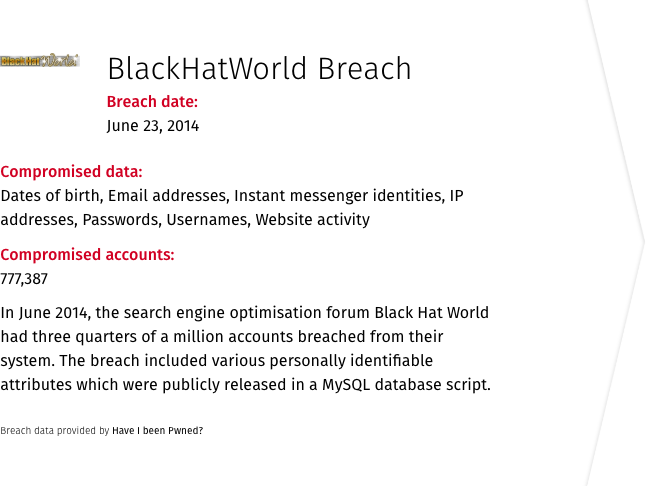 BlackHatWorld Breach
Breach date:
June 23, 2014
Compromised data:
Dates of birth, Email addresses, Instant messenger identities, IP
addresses, Passwords, Usernames, Website activity
Compromised accounts:
777,387
In June 2014, the search engine optimisation forum Black Hat World
had three quarters of a million accounts breached from their
system. The breach included various personally identifiable
attributes which were publicly released in a MySQL database script.
Breach data provided by Have I been Pwned?